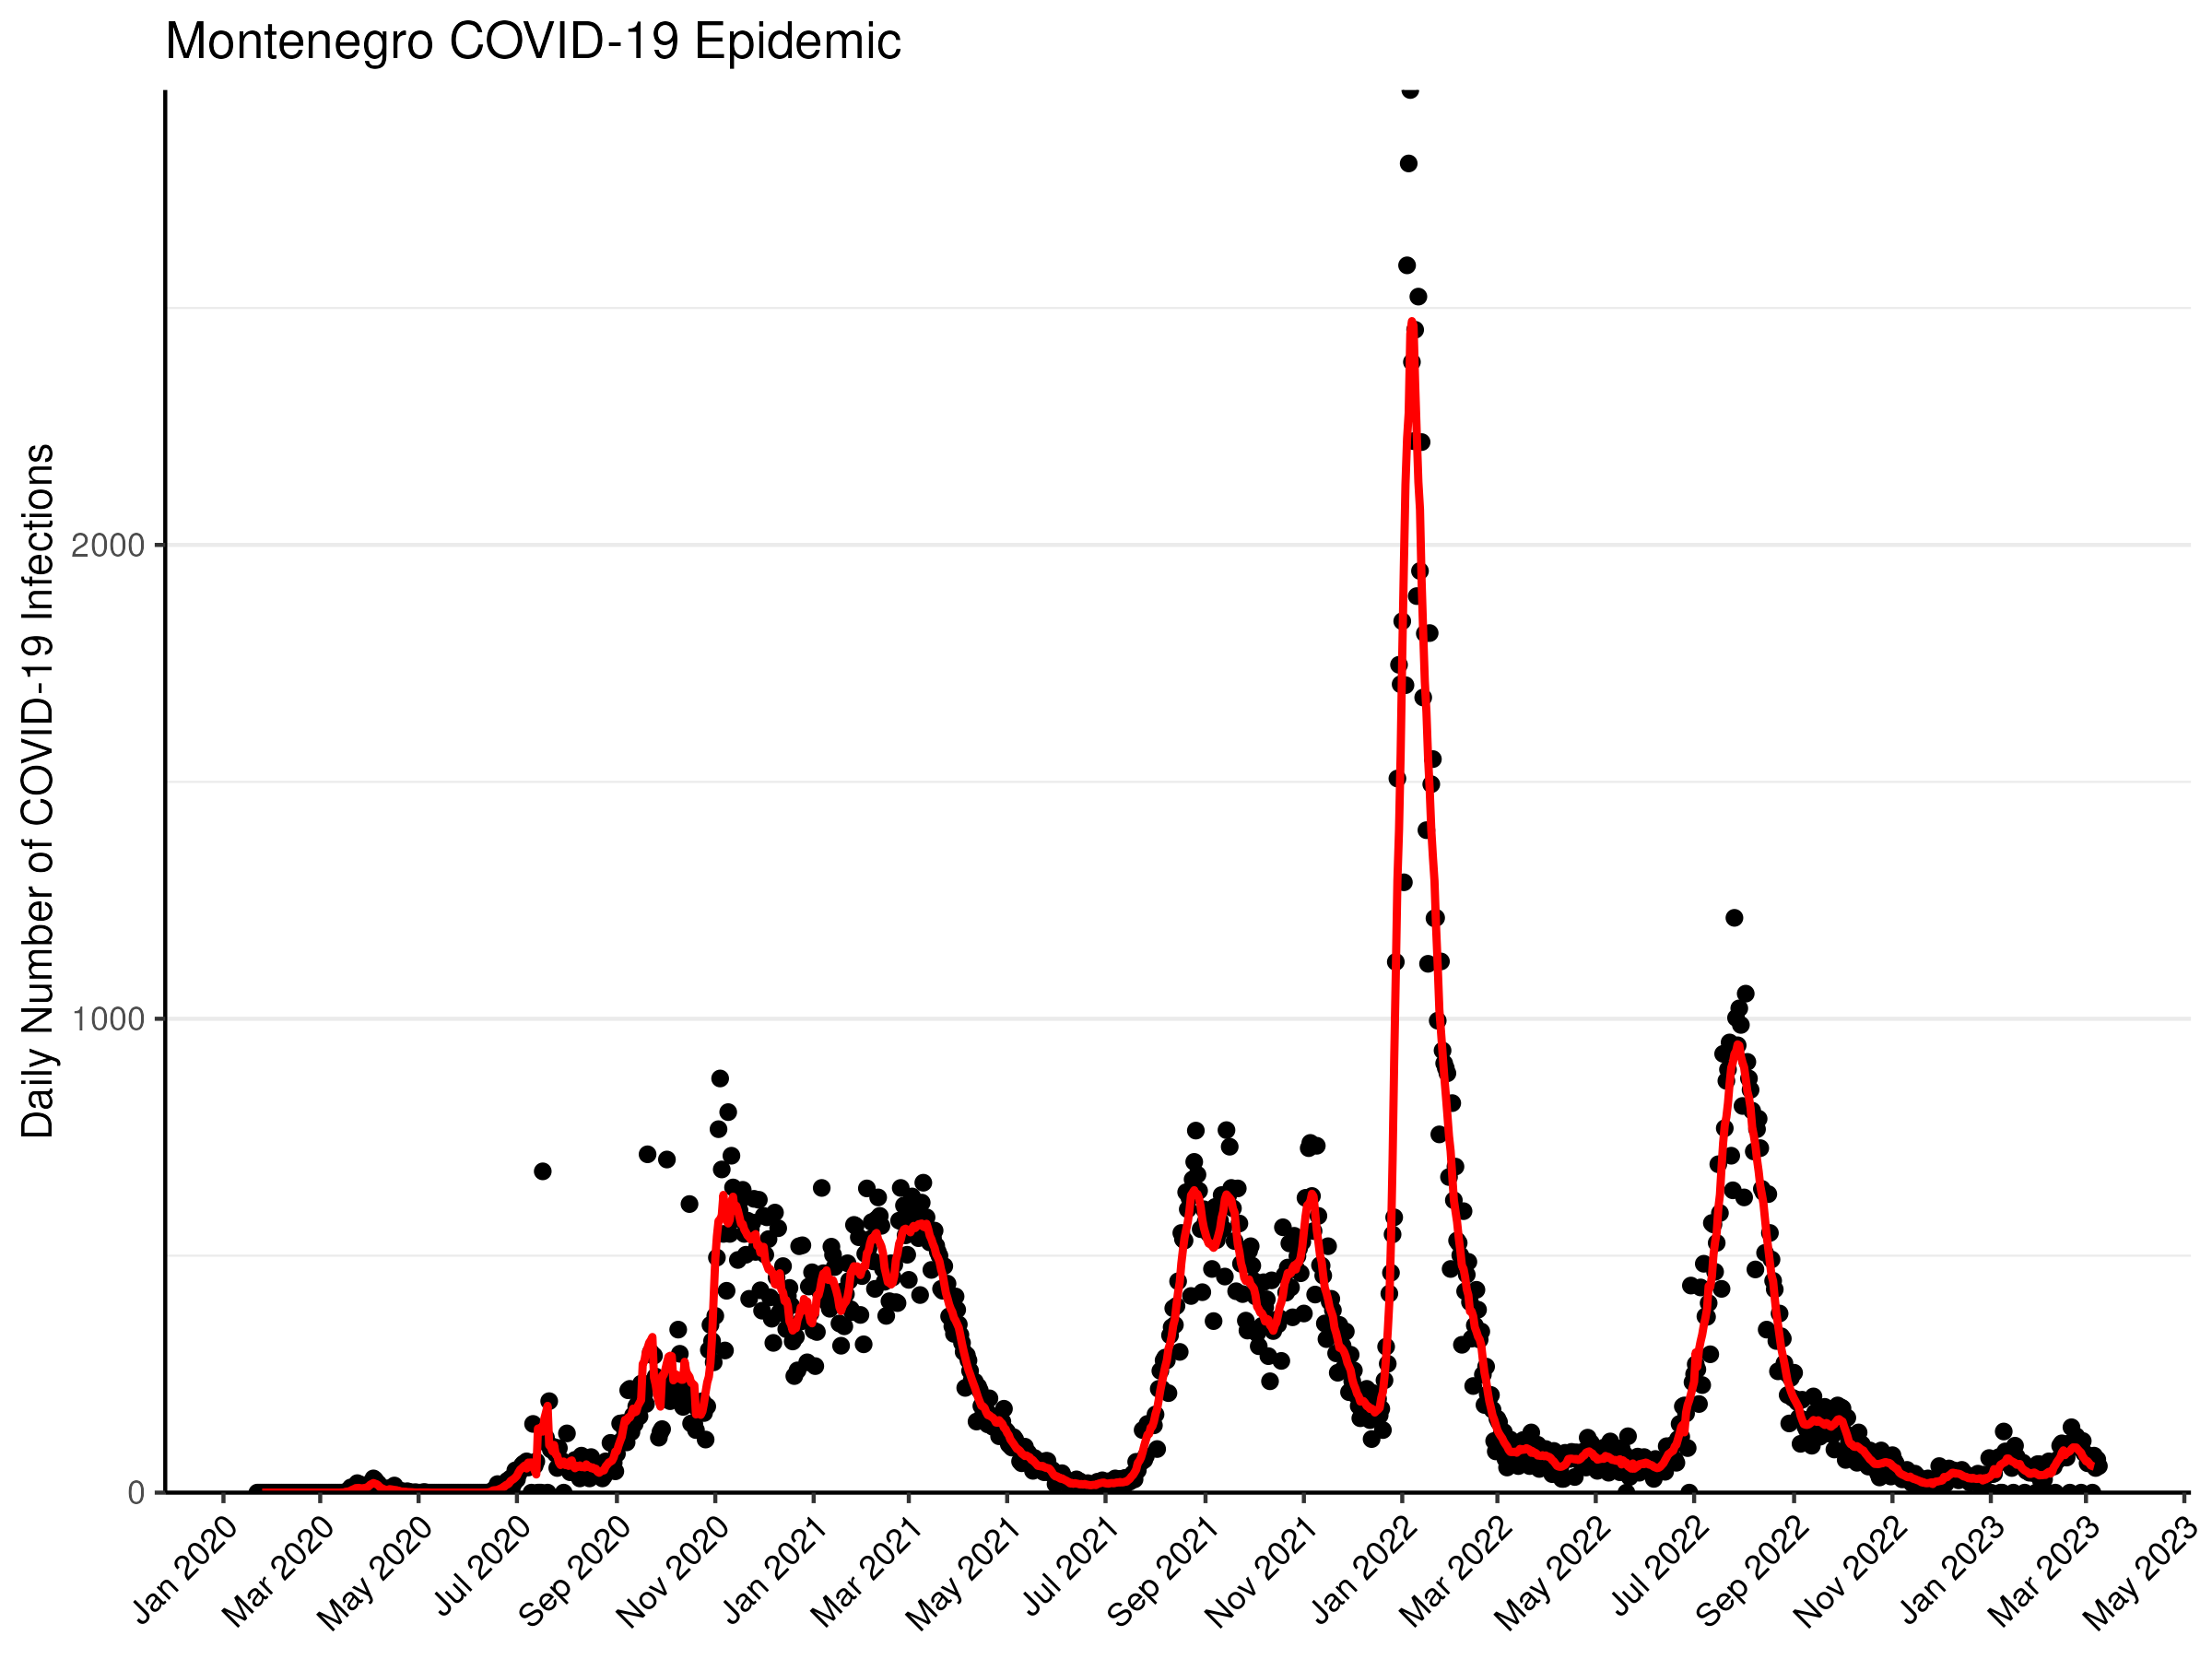 Montenegro COVID-19 Epidemic
Daily Number of COVID-19 Infections
2000
1000
0
Jan 2020
Mar 2020
May 2020
Jul 2020
Sep 2020
Nov 2020
Jan 2021
Mar 2021
May 2021
Jul 2021
Sep 2021
Nov 2021
Jan 2022
Mar 2022
May 2022
Jul 2022
Sep 2022
Nov 2022
Jan 2023
Mar 2023
May 2023